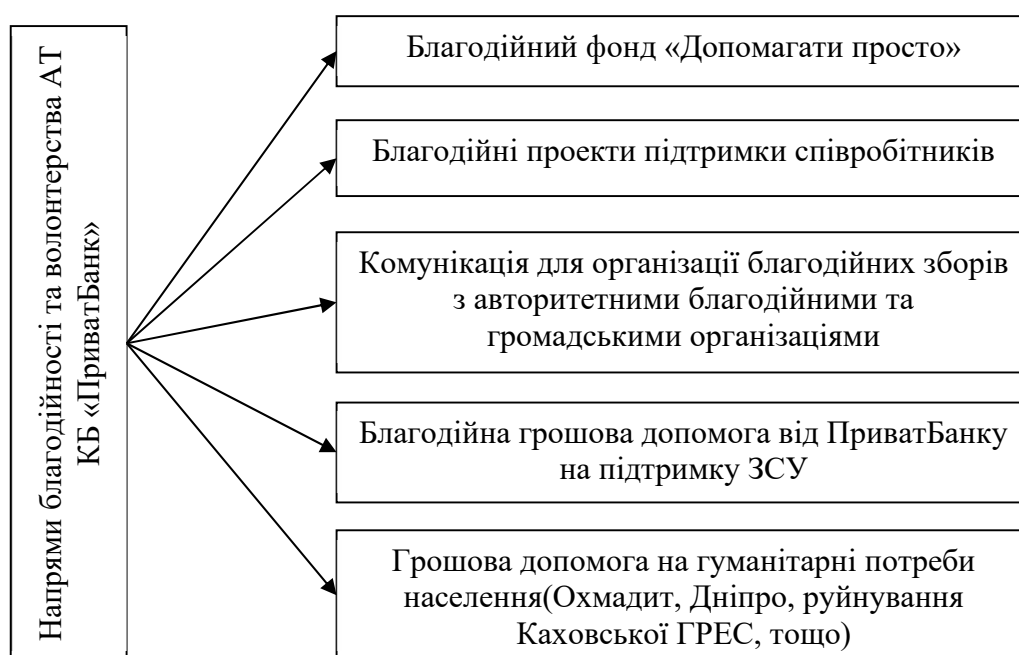 Напрями благодійності та волонтерства АТ
КБ «ПриватБанк»
Благодійний фонд «Допомагати просто»
Благодійні проекти підтримки співробітників
Комунікація для організації благодійних зборів
з авторитетними благодійними та
громадськими організаціями
Благодійна грошова допомога від ПриватБанку
на підтримку ЗСУ
Грошова допомога на гуманітарні потреби
населення(Охмадит, Дніпро, руйнування
Каховської ГРЕС, тощо)